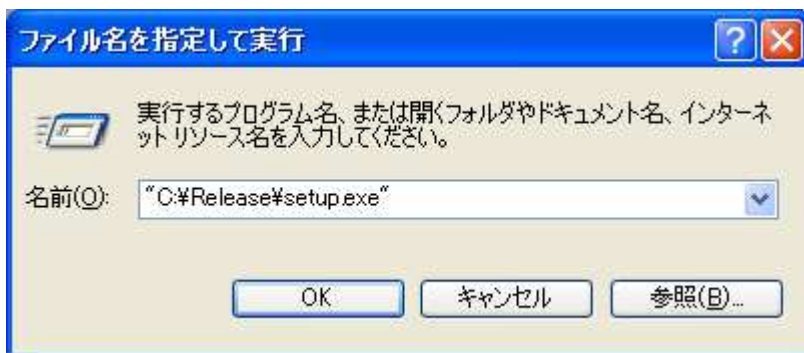 ファイル名を指定して実行
実行するプログラム名、または開くフォルダやドキュメント名、インターネ
ット リソース名を入力してください。
名前(O):
"C:¥Release¥setup.exe"
OK
キャンセル
参照(B)...